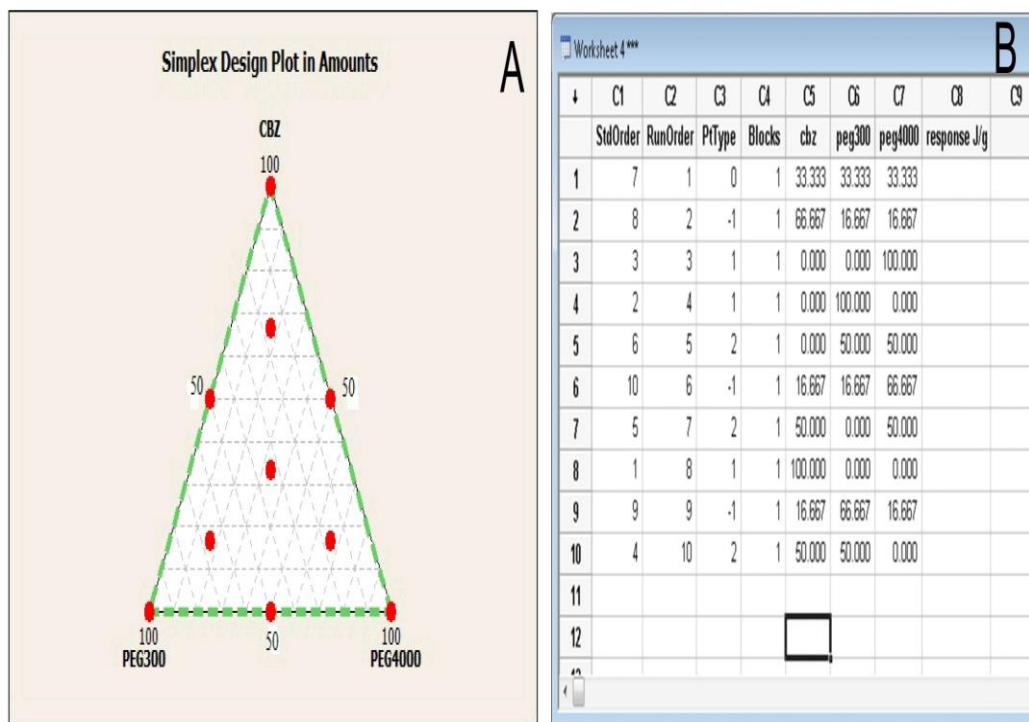 Simplex Design Plot in Amounts
A
CBZ
100
50
50
100
50
100
PEG300
PEG4000
Worksheet 4 ***
B
C1 C2 C3 C4 C5 C6 C7 C8 C9
StdOrder RunOrder PtType Blocks cbz peg300 peg4000 response J/g
1 7 1 0 1 33.333 33.333 33.333
2 8 2 -1 1 66.667 16.667 16.667
3 3 3 1 1 0.000 0.000 100.000
4 2 4 1 1 0.000 100.000 0.000
5 6 5 2 1 0.000 50.000 50.000
6 10 6 -1 1 16.667 16.667 66.667
7 5 7 2 1 50.000 0.000 50.000
8 1 8 1 1 100.000 0.000 0.000
9 9 9 -1 1 16.667 66.667 16.667
10 4 10 2 1 50.000 50.000 0.000
11
12